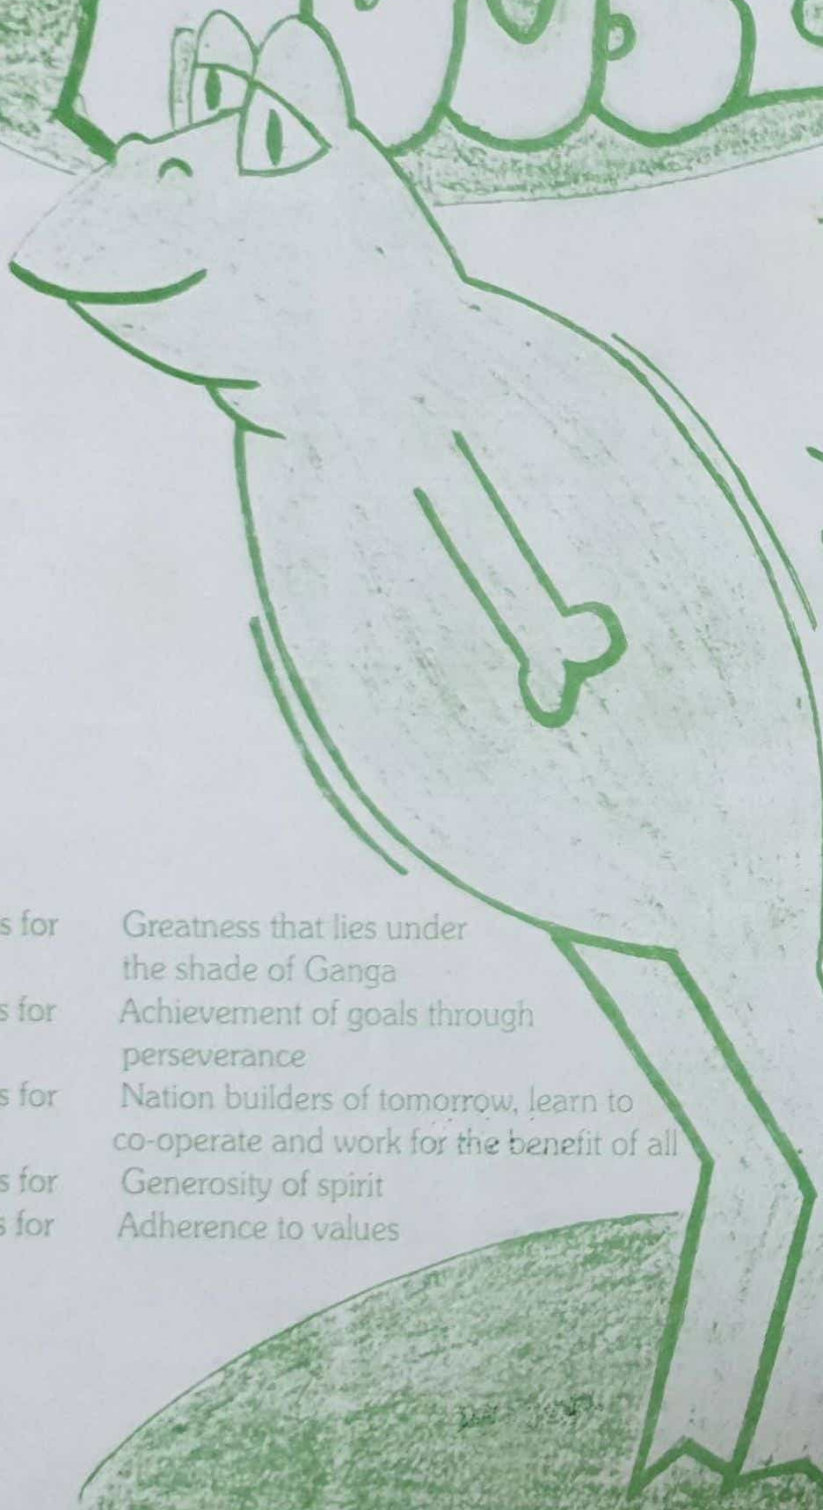 s for Greatness that lies under
the shade of Ganga
s for Achievement of goals through
perseverance
s for Nation builders of tomorrow, learn to
co-operate and work for the benefit of all
s for Generosity of spirit
s for Adherence to values